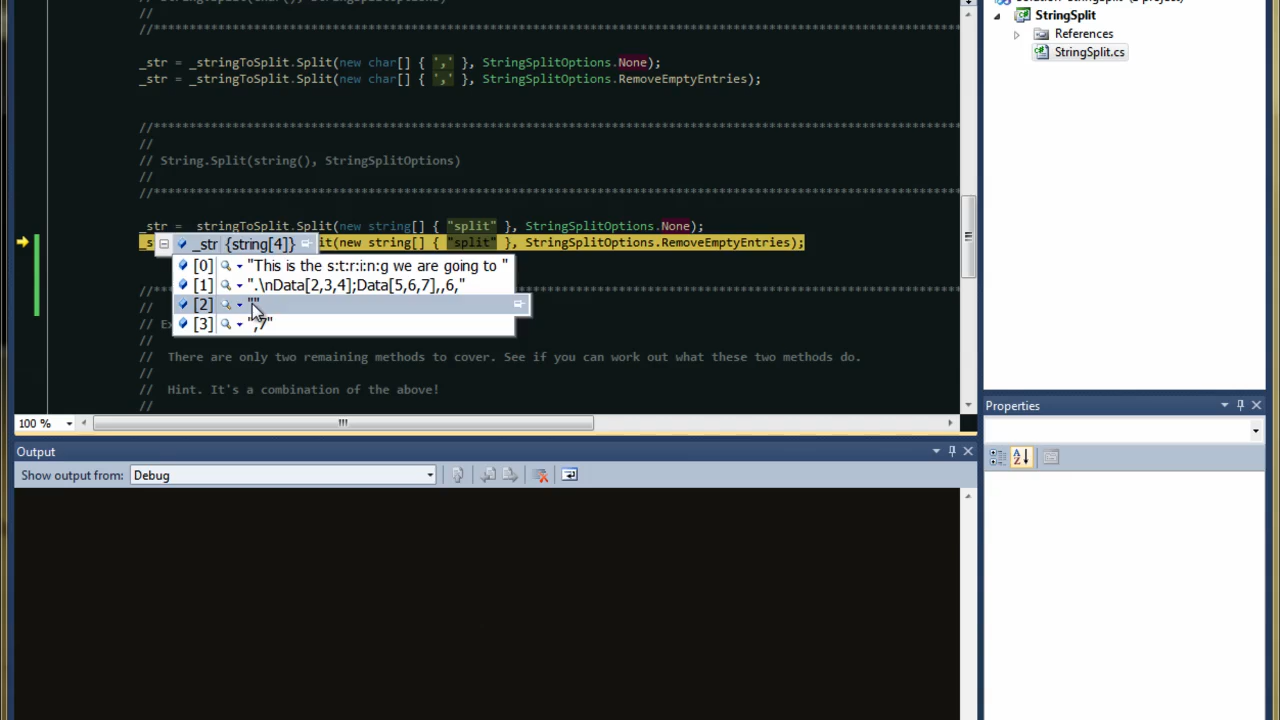 // String.Split(char(), StringSplitOptions)
//
//
_str = _stringToSplit.Split(new char[] { ',' }, StringSplitOptions.None);
_str = _stringToSplit.Split(new char[] { ',' }, StringSplitOptions.RemoveEmptyEntries);
//
//
// String.Split(string(), StringSplitOptions)
//
//
_str = _stringToSplit.Split(new string[] { "split" }, StringSplitOptions.None);
_str {string[4]} it(new string[] { "split" }, StringSplitOptions.RemoveEmptyEntries);
[0] "This is the s:t:r:i:n:g we are going to "
[1] ".\nData[2,3,4];Data[5,6,7],,6,"
[2] ""
[3] ",7"
//
//
//
//
// There are only two remaining methods to cover. See if you can work out what these two methods do.
//
// Hint. It's a combination of the above!
//
100 %
Output
Show output from: Debug
StringSplit
References
StringSplit.cs
Properties